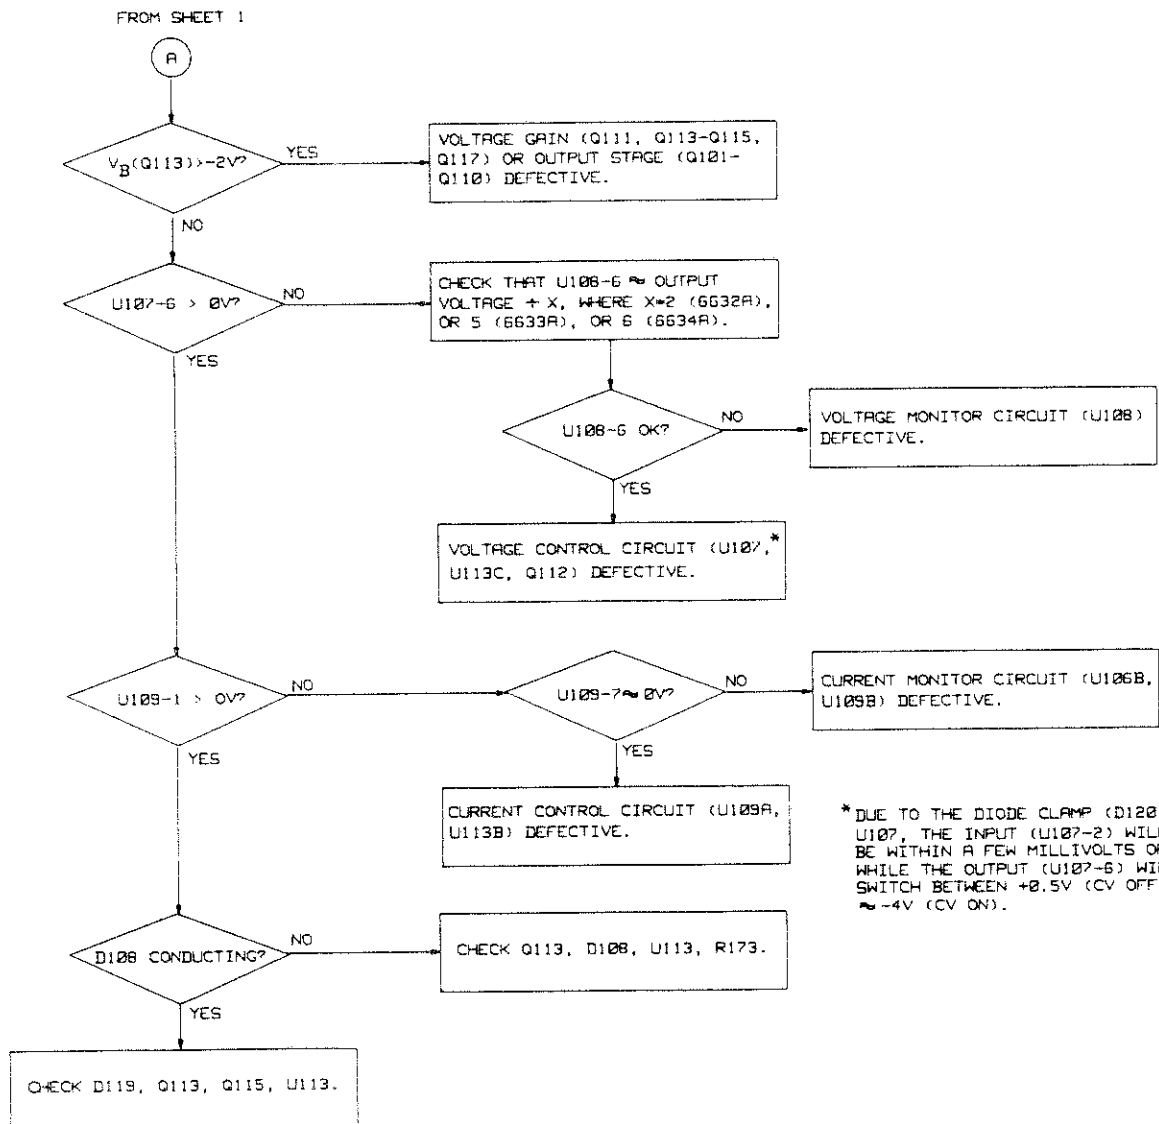 FROM SHEET 1
A
VB(Q113)>-2V?
YES
VOLTAGE GAIN (Q111, Q113-Q115,
Q117) OR OUTPUT STAGE (Q101-
Q110) DEFECTIVE.
NO
U107-6 > 0V?
NO
CHECK THAT U108-6 ≈ OUTPUT
VOLTAGE ÷ X, WHERE X=2 (6632A),
OR 5 (6633A), OR 6 (6634A).
YES
U108-6 OK?
NO
VOLTAGE MONITOR CIRCUIT (U108)
DEFECTIVE.
YES
VOLTAGE CONTROL CIRCUIT (U107,*
U113C, Q112) DEFECTIVE.
U109-1 > 0V?
NO
U109-7≈ 0V?
NO
CURRENT MONITOR CIRCUIT (U106B,
U109B) DEFECTIVE.
YES
YES
CURRENT CONTROL CIRCUIT (U109A,
U113B) DEFECTIVE.
* DUE TO THE DIODE CLAMP (D120
U107, THE INPUT (U107-2) WIL
BE WITHIN A FEW MILLIVOLTS O
WHILE THE OUTPUT (U107-6) WI
SWITCH BETWEEN +0.5V (CV OFF
≈ -4V (CV ON).
D108 CONDUCTING?
NO
CHECK Q113, D108, U113, R173.
YES
CHECK D119, Q113, Q115, U113.